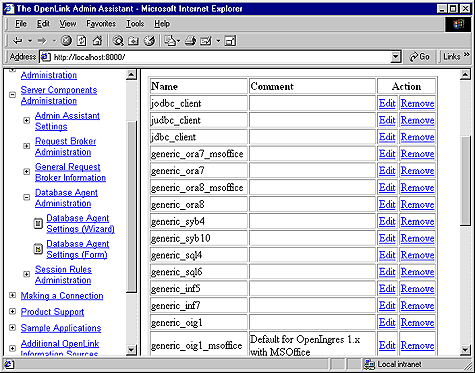 The OpenLink Admin Assistant - Microsoft Internet Explorer
File Edit View Favorites Tools Help
Address http://localhost:8000/ Go Links »
Administration
Server Components
Administration
Admin Assistant
Settings
Request Broker
Administration
General Request
Broker Information
Database Agent
Administration
Database Agent
Settings (Wizard)
Database Agent
Settings (Form)
Session Rules
Administration
Making a Connection
Product Support
Sample Applications
Additional OpenLink
Information Sources
Name Comment Action
jodbc_client Edit Remove
judbc_client Edit Remove
jdbc_client Edit Remove
generic_ora7_msoffice Edit Remove
generic_ora7 Edit Remove
generic_ora8_msoffice Edit Remove
generic_ora8 Edit Remove
generic_syb4 Edit Remove
generic_syb10 Edit Remove
generic_sql4 Edit Remove
generic_sql6 Edit Remove
generic_inf5 Edit Remove
generic_inf7 Edit Remove
generic_oig1 Edit Remove
generic_oig1_msoffice Default for OpenIngres 1.x Edit Remove
with MSOffice
Local intranet